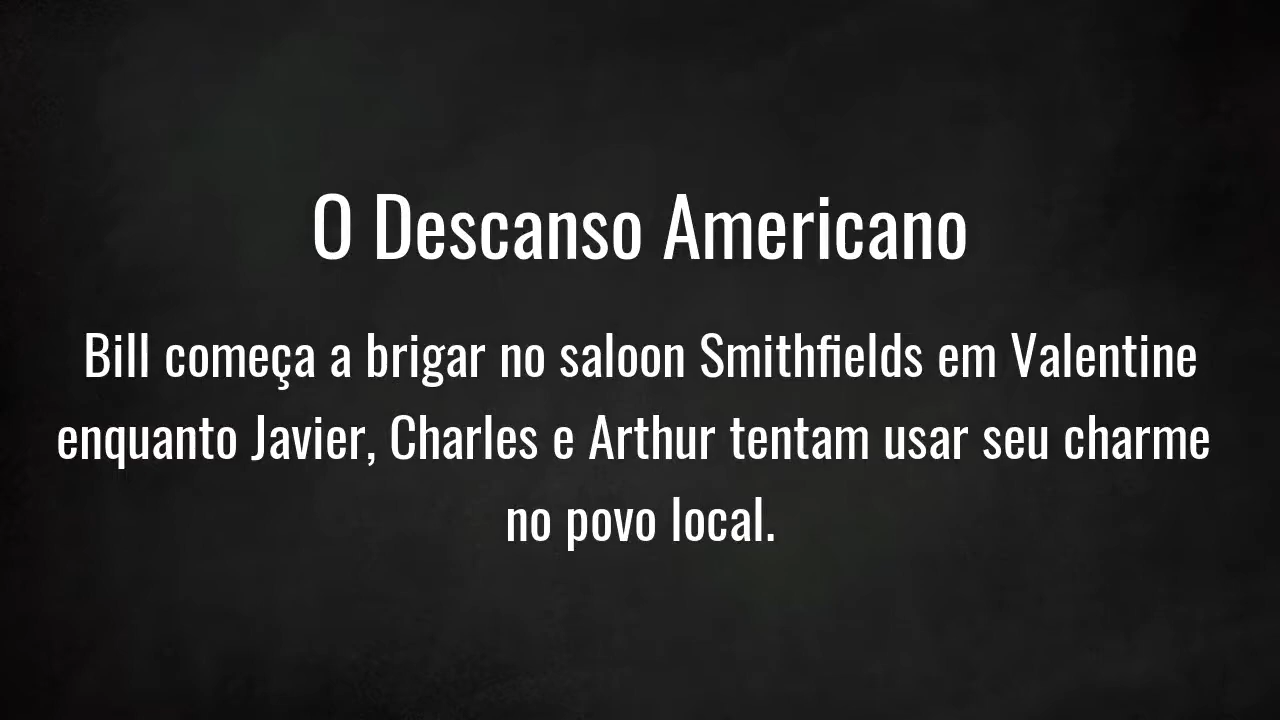 O Descanso Americano
Bill começa a brigar no saloon Smithfields em Valentine
enquanto Javier, Charles e Arthur tentam usar seu charme
no povo local.